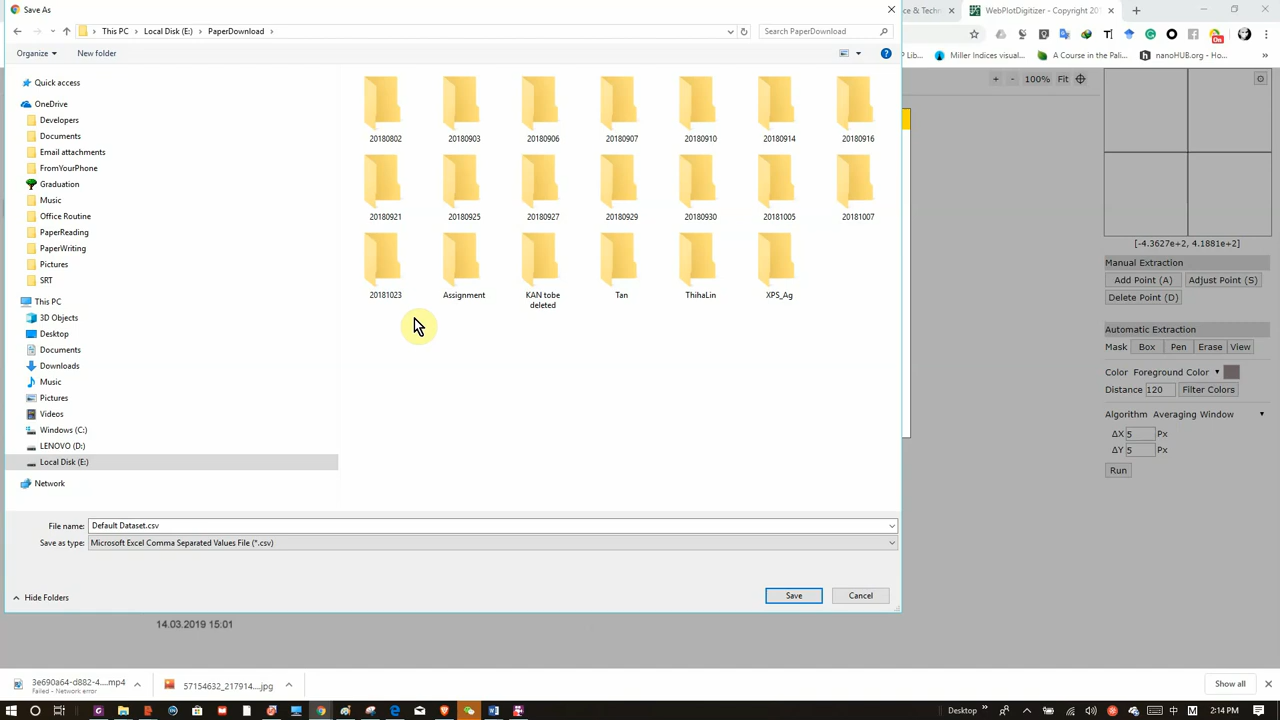 Save As
ce & Techn
WebPlotDigitizer - Copyright 201
This PC > Local Disk (E:) > PaperDownload >
Search PaperDownload
Organize
New folder
P Lib...
Miller Indices visual...
A Course in the Pali...
nanoHUB.org - Ho...
Quick access
OneDrive
Developers
Documents
Email attachments
FromYourPhone
Graduation
Music
Office Routine
PaperReading
PaperWriting
Pictures
SRT
This PC
3D Objects
Desktop
Documents
Downloads
Music
Pictures
Videos
Windows (C:)
LENOVO (D:)
Local Disk (E:)
Network
20180802 20180903 20180906 20180907 20180910 20180914 20180916
20180921 20180925 20180927 20180929 20180930 20181005 20181007
20181023 Assignment KAN tobe deleted Tan ThihaLin XPS_Ag
File name: Default Dataset.csv
Save as type: Microsoft Excel Comma Separated Values File (*.csv)
Hide Folders
Save
Cancel
+ - 100% Fit
[-4.3627e+2, 4.1881e+2]
Manual Extraction
Add Point (A) Adjust Point (S)
Delete Point (D)
Automatic Extraction
Mask Box Pen Erase View
Color Foreground Color
Distance 120 Filter Colors
Algorithm Averaging Window
ΔX 5 Px
ΔY 5 Px
Run
14.03.2019 15:01
3e690a64-d882-4....mp4
Failed - Network error
57154632_217914....jpg
Show all
Desktop
中
M
2:14 PM